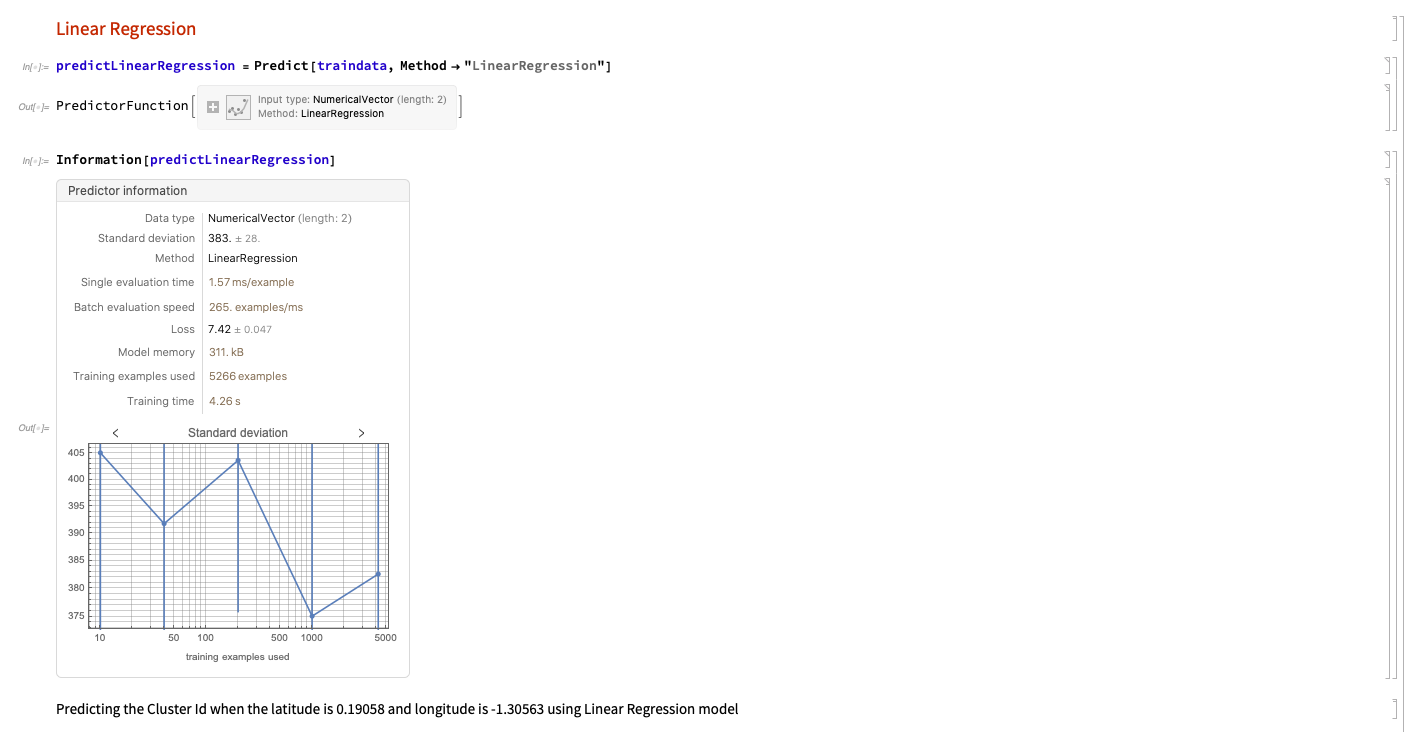 Linear Regression
In[◦]:= predictLinearRegression = Predict[traindata, Method → "LinearRegression"]
Out[◦]= PredictorFunction[
Input type: NumericalVector (length: 2)
Method: LinearRegression
]
In[◦]:= Information[predictLinearRegression]
Predictor information
Data type NumericalVector (length: 2)
Standard deviation 383. ± 28.
Method LinearRegression
Single evaluation time 1.57 ms/example
Batch evaluation speed 265. examples/ms
Loss 7.42 ± 0.047
Model memory 311. kB
Training examples used 5266 examples
Training time 4.26 s
Out[◦]=
< Standard deviation >
405
400
395
390
385
380
375
10 50 100 500 1000 5000
training examples used
Predicting the Cluster Id when the latitude is 0.19058 and longitude is -1.30563 using Linear Regression model